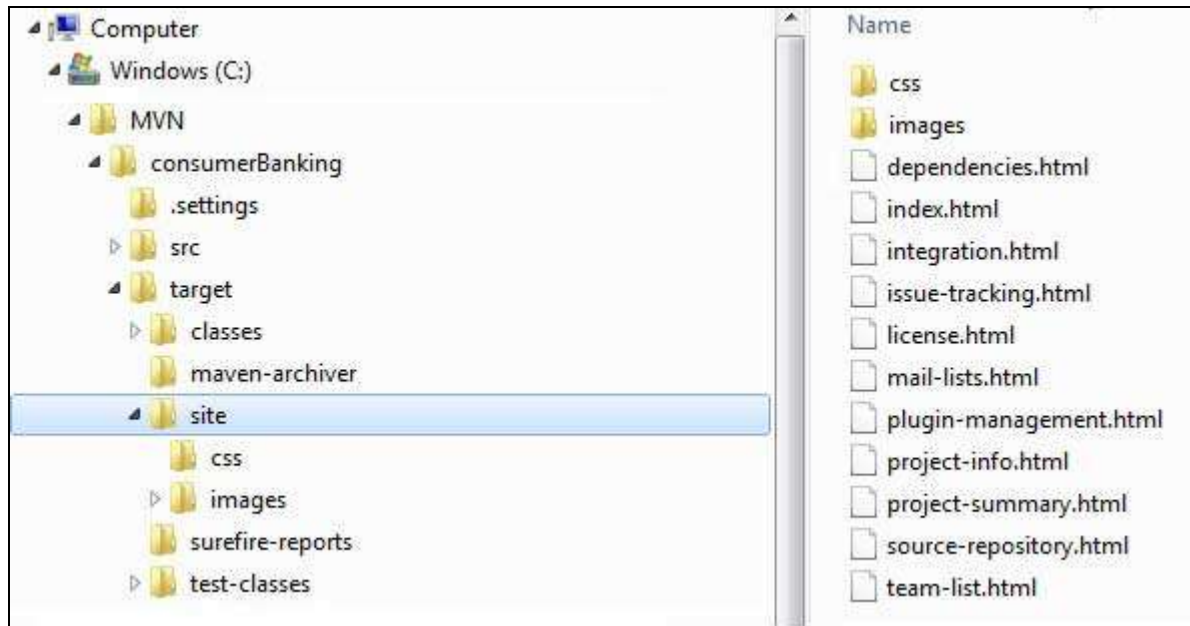 Computer
Windows (C:)
MVN
consumerBanking
.settings
src
target
classes
maven-archiver
site
css
images
surefire-reports
test-classes
Name
css
images
dependencies.html
index.html
integration.html
issue-tracking.html
license.html
mail-lists.html
plugin-management.html
project-info.html
project-summary.html
source-repository.html
team-list.html